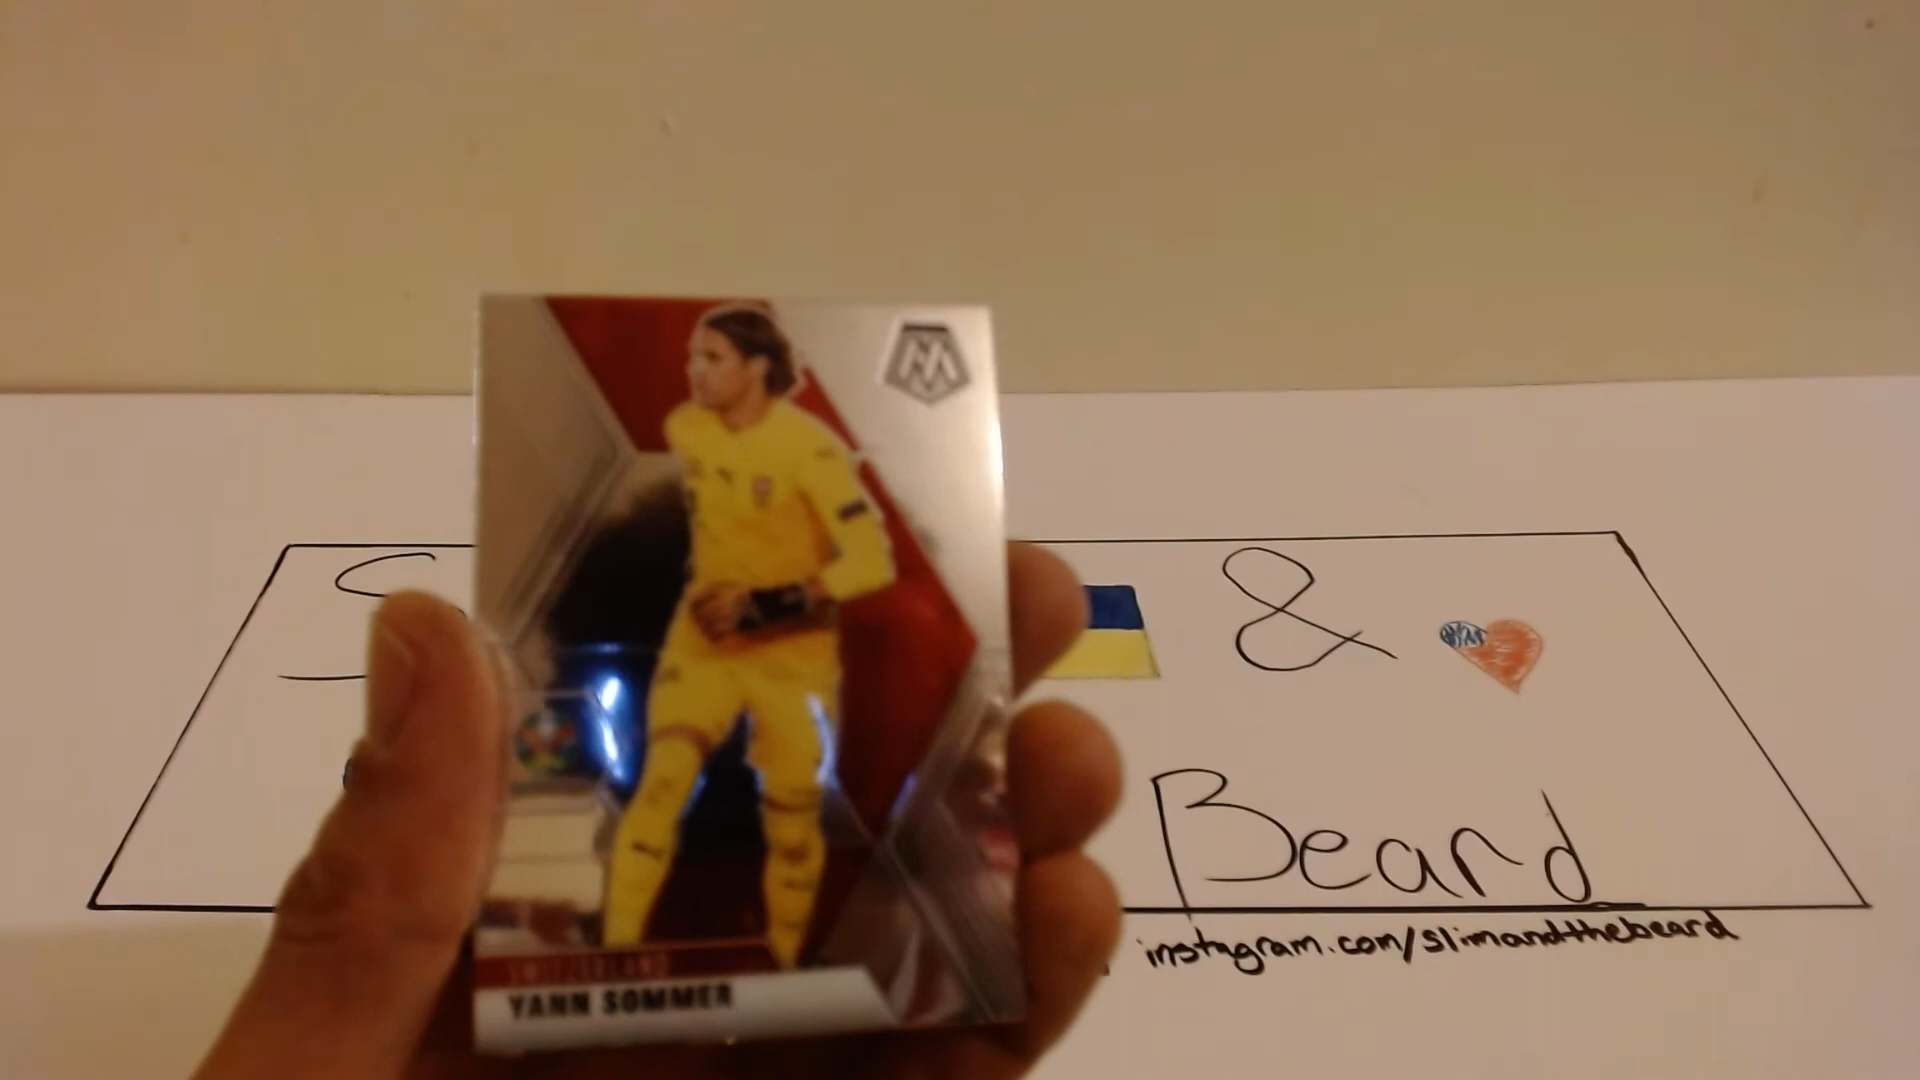 S
&
Beard
instagram.com/slimandthebeard
SWITZERLAND
YANN SOMMER